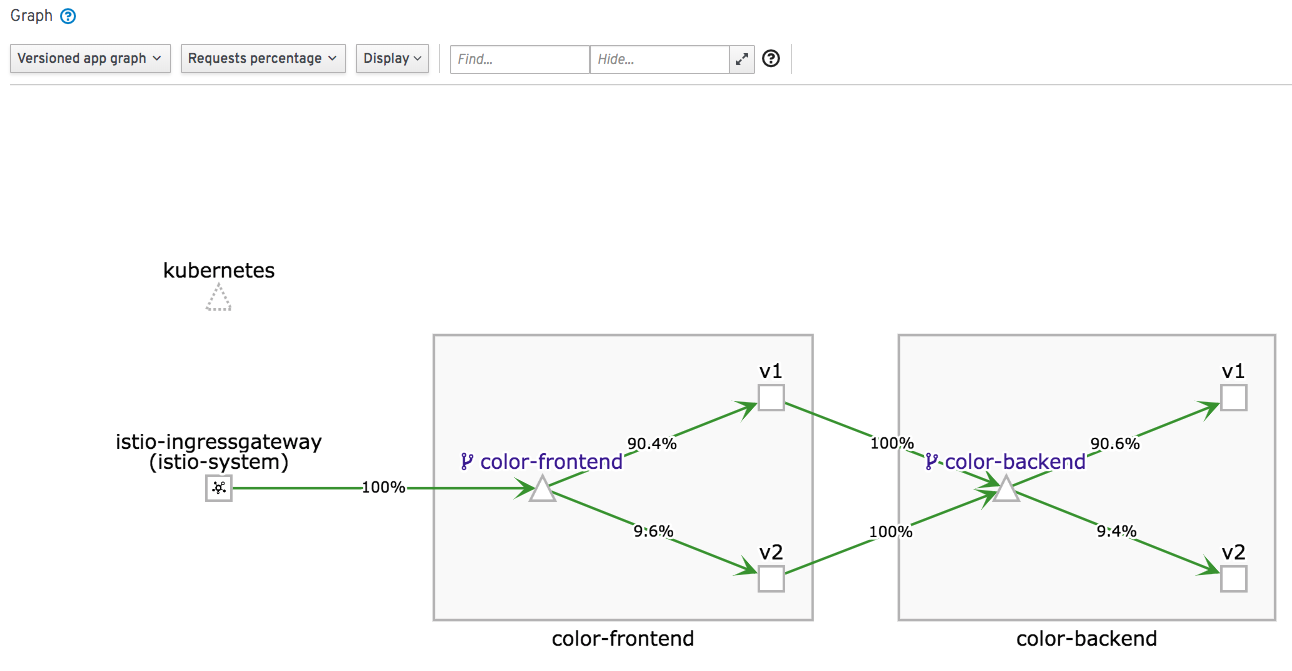 Graph
Versioned app graph
Requests percentage
Display
Find...
Hide...
kubernetes
istio-ingressgateway
(istio-system)
100%
color-frontend
90.4%
9.6%
v1
v2
color-frontend
100%
100%
color-backend
90.6%
9.4%
v1
v2
color-backend